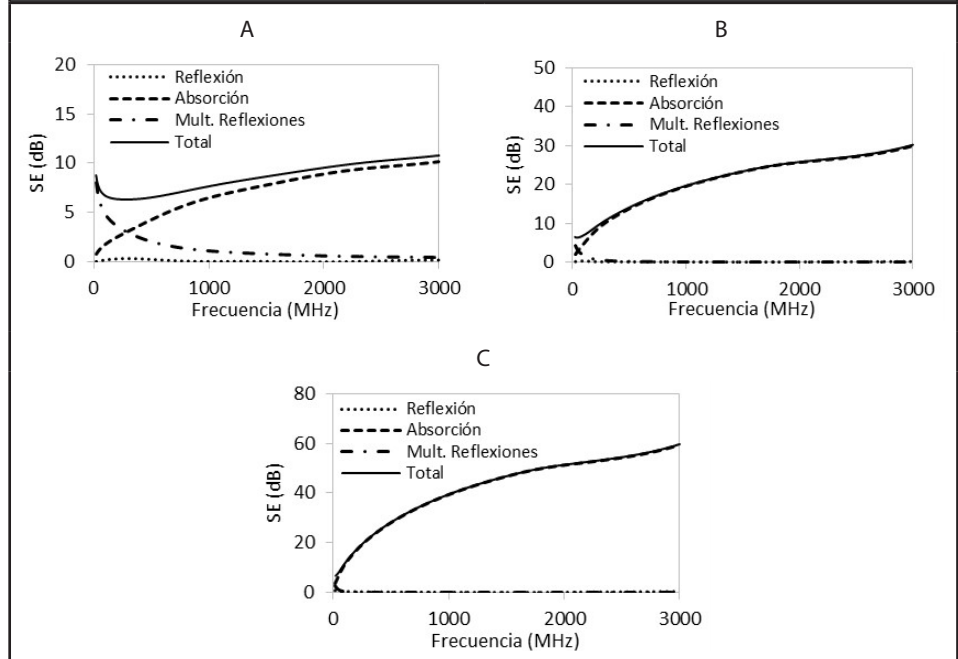 A
20
15
10
5
0
SE (dB)
Reflexión
Absorción
Mult. Reflexiones
Total
0 1000 2000 3000
Frecuencia (MHz)
B
50
40
30
20
10
0
SE (dB)
Reflexión
Absorción
Mult. Reflexiones
Total
0 1000 2000 3000
Frecuencia (MHz)
C
80
60
40
20
0
SE (dB)
Reflexión
Absorción
Mult. Reflexiones
Total
0 1000 2000 3000
Frecuencia (MHz)